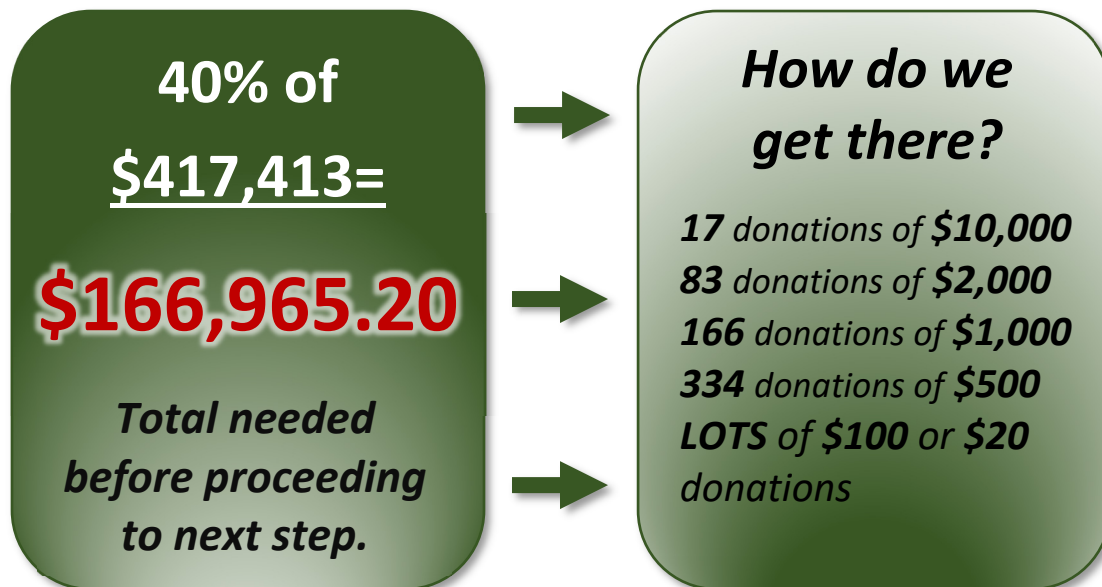 40% of
$417,413=
$166,965.20
Total needed
before proceeding
to next step.
How do we
get there?
17 donations of $10,000
83 donations of $2,000
166 donations of $1,000
334 donations of $500
LOTS of $100 or $20
donations